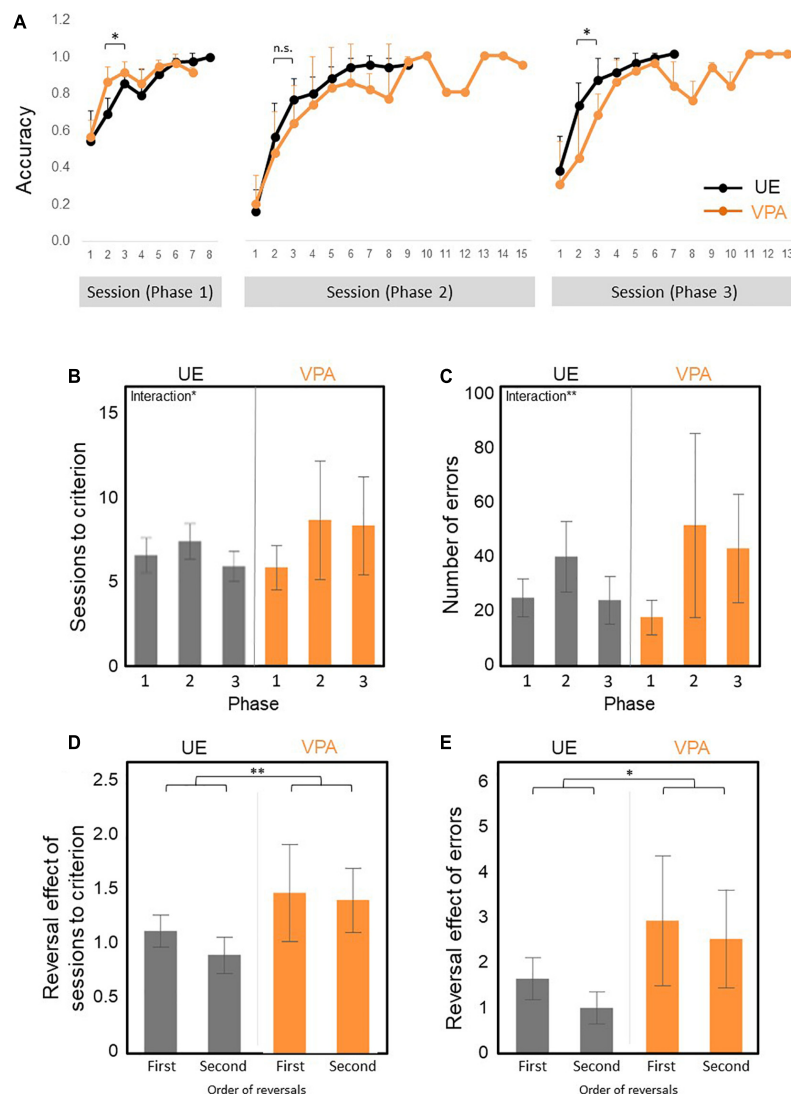 A
1.2
1.0
0.8
0.6
0.4
0.2
0.0
Accuracy
*
n.s.
*
UE
VPA
1 2 3 4 5 6 7 8
1 2 3 4 5 6 7 8 9 10 11 12 13 14 15
1 2 3 4 5 6 7 8 9 10 11 12 13
Session (Phase 1)
Session (Phase 2)
Session (Phase 3)
B
UE VPA
Interaction*
15
10
5
0
Sessions to criterion
1 2 3 1 2 3
Phase
C
UE VPA
Interaction**
100
80
60
40
20
0
Number of errors
1 2 3 1 2 3
Phase
D
UE VPA
**
2.5
2.0
1.5
1.0
0.5
0
Reversal effect of
sessions to criterion
First Second First Second
Order of reversals
E
UE VPA
*
6
5
4
3
2
1
0
Reversal effect of errors
First Second First Second
Order of reversals